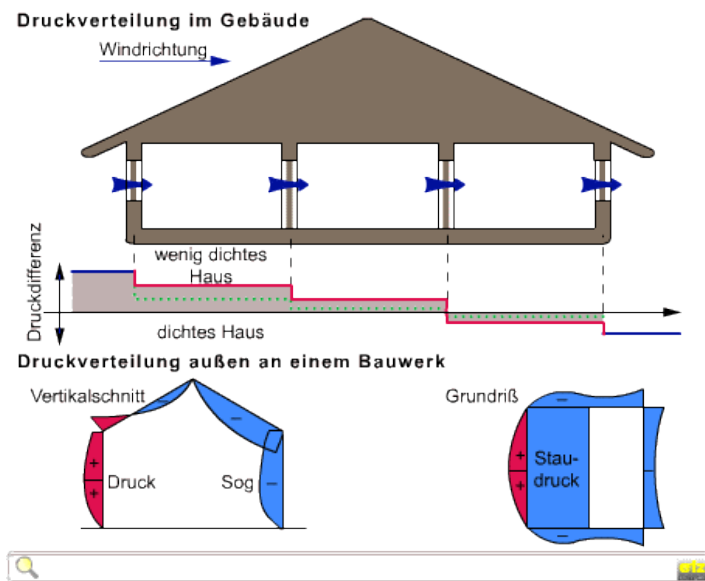 Druckverteilung im Gebäude
Windrichtung
Druckdifferenz
wenig dichtes
Haus
dichtes Haus
Druckverteilung außen an einem Bauwerk
Vertikalschnitt
Grundriß
−
−
−
−
+
+
Druck
Sog
−
+
+
Stau-
druck
−
−